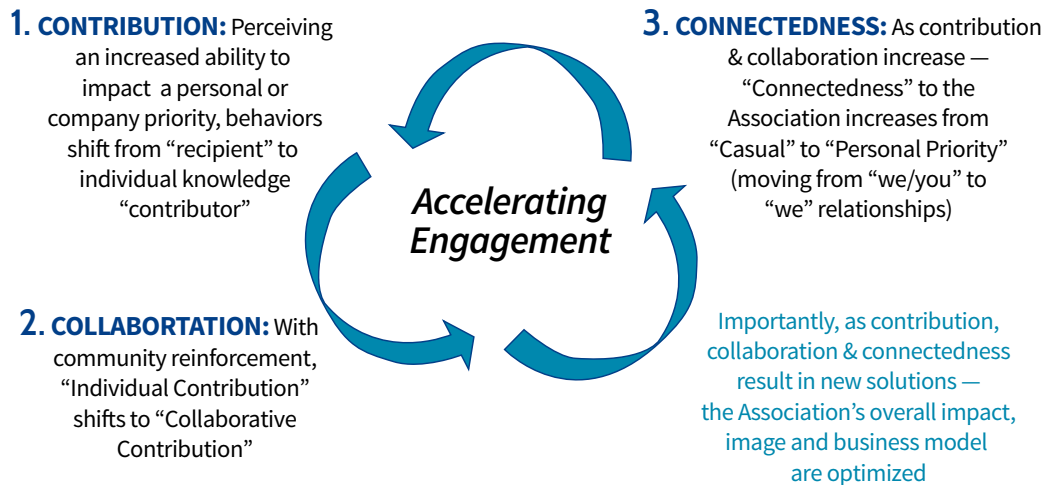 1. CONTRIBUTION: Perceiving
an increased ability to
impact a personal or
company priority, behaviors
shift from “recipient” to
individual knowledge
“contributor”
2. COLLABORTATION: With
community reinforcement,
“Individual Contribution”
shifts to “Collaborative
Contribution”
Accelerating
Engagement
3. CONNECTEDNESS: As contribution
& collaboration increase —
“Connectedness” to the
Association increases from
“Casual” to “Personal Priority”
(moving from “we/you” to
“we” relationships)
Importantly, as contribution,
collaboration & connectedness
result in new solutions —
the Association’s overall impact,
image and business model
are optimized